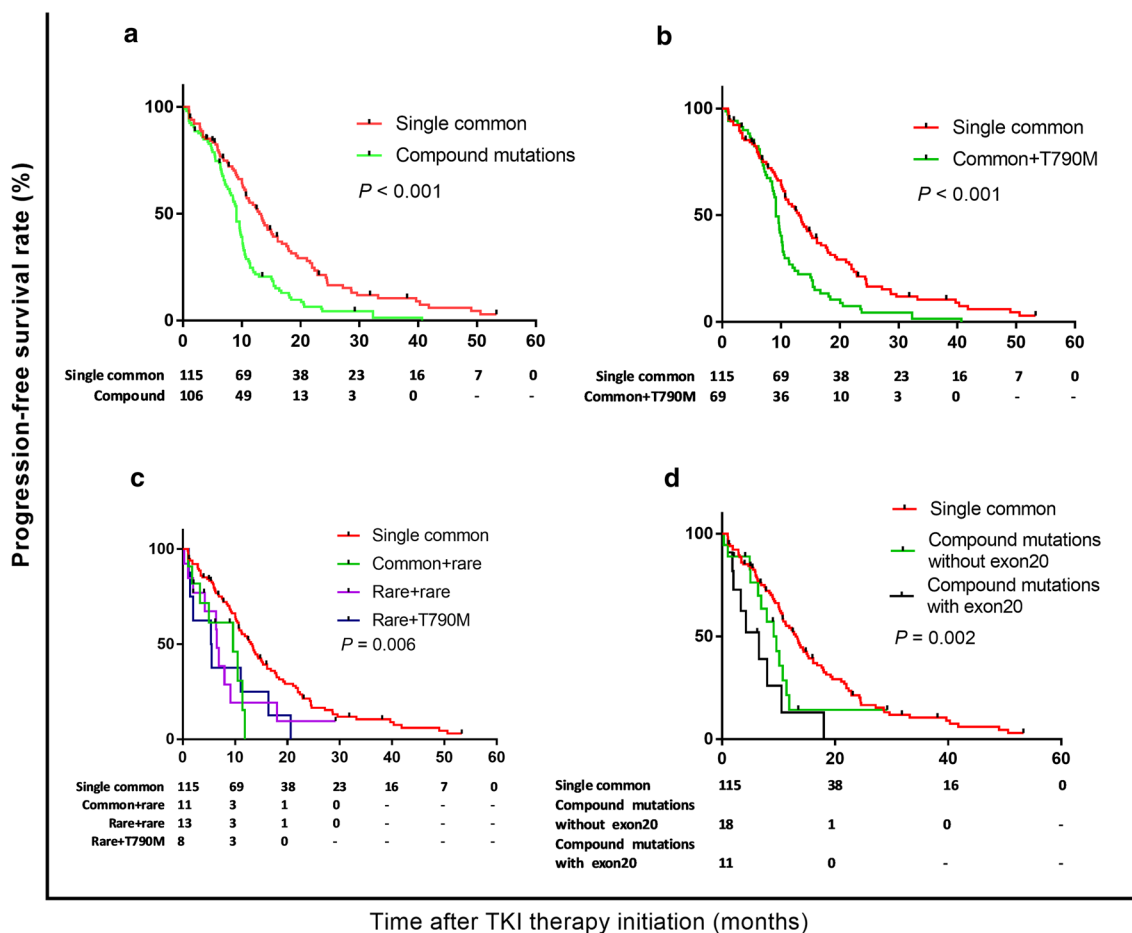 Progression-free survival rate (%)
a
100
50
0
Single common
Compound mutations
P < 0.001
0 10 20 30 40 50 60
Single common 115 69 38 23 16 7 0
Compound 106 49 13 3 0 - -
b
100
50
0
Single common
Common+T790M
P < 0.001
0 10 20 30 40 50 60
Single common 115 69 38 23 16 7 0
Common+T790M 69 36 10 3 0 - -
c
100
50
0
Single common
Common+rare
Rare+rare
Rare+T790M
P = 0.006
0 10 20 30 40 50 60
Single common 115 69 38 23 16 7 0
Common+rare 11 3 1 0 - - -
Rare+rare 13 3 1 0 - - -
Rare+T790M 8 3 0 - - - -
d
100
50
0
Single common
Compound mutations
without exon20
Compound mutations
with exon20
P = 0.002
0 20 40 60
Single common 115 38 16 0
Compound mutations
without exon20 18 1 0 -
Compound mutations
with exon20 11 0 - -
Time after TKI therapy initiation (months)